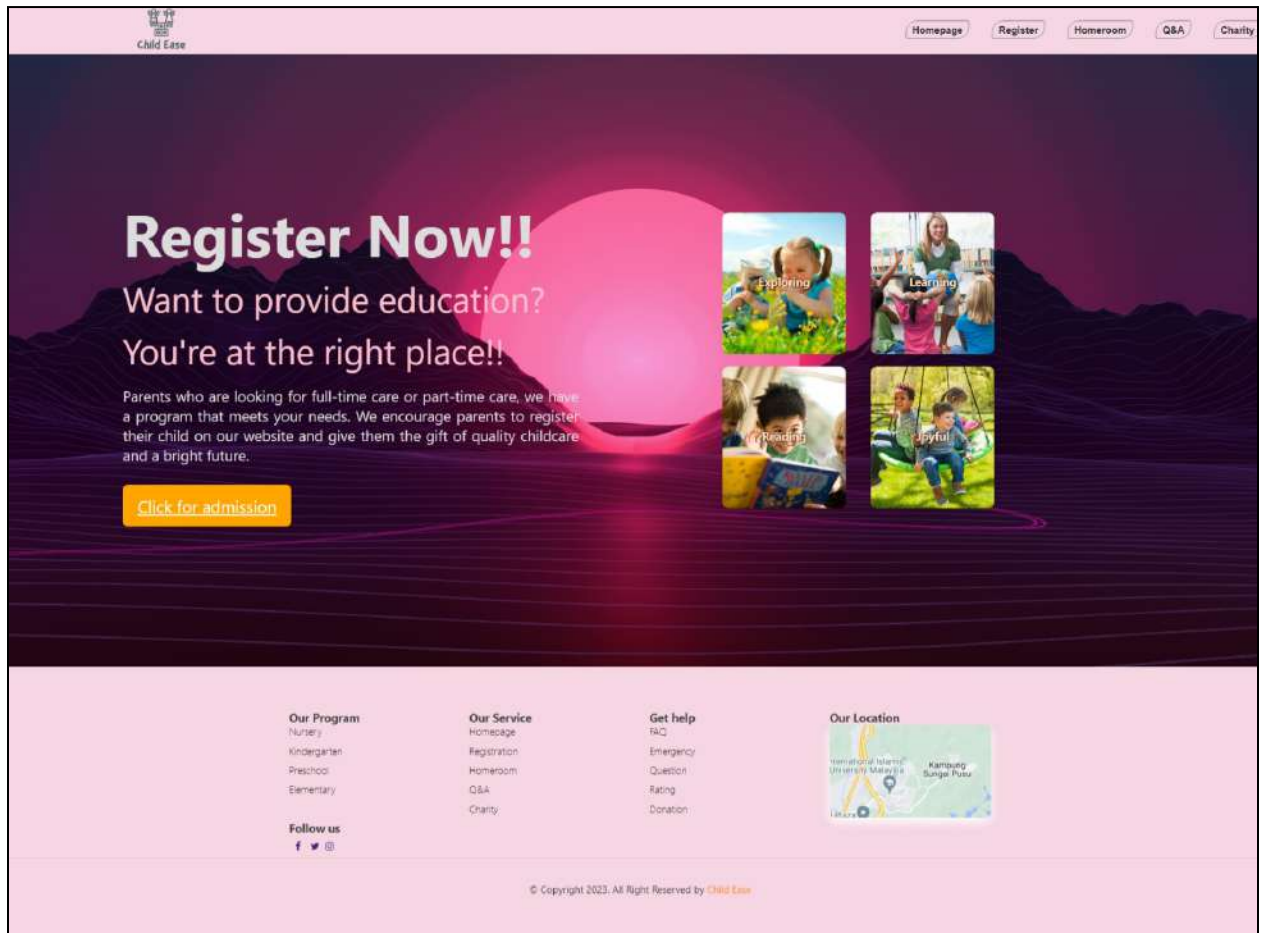 Child Ease
Homepage
Register
Homeroom
Q&A
Charity
Register Now!!
Want to provide education?
You're at the right place!!
Parents who are looking for full-time care or part-time care, we have
a program that meets your needs. We encourage parents to register
their child on our website and give them the gift of quality childcare
and a bright future.
Click for admission
Exploring
Learning
Reading
Joyful
Our Program
Nursery
Kindergarten
Preschool
Elementary
Follow us
Our Service
Homepage
Registration
Homeroom
Q&A
Charity
Get help
FAQ
Emergency
Question
Rating
Donation
Our Location
International Islamic
University Malaysia
Kampung
Sungai Pusu
© Copyright 2023. All Right Reserved by Child Ease